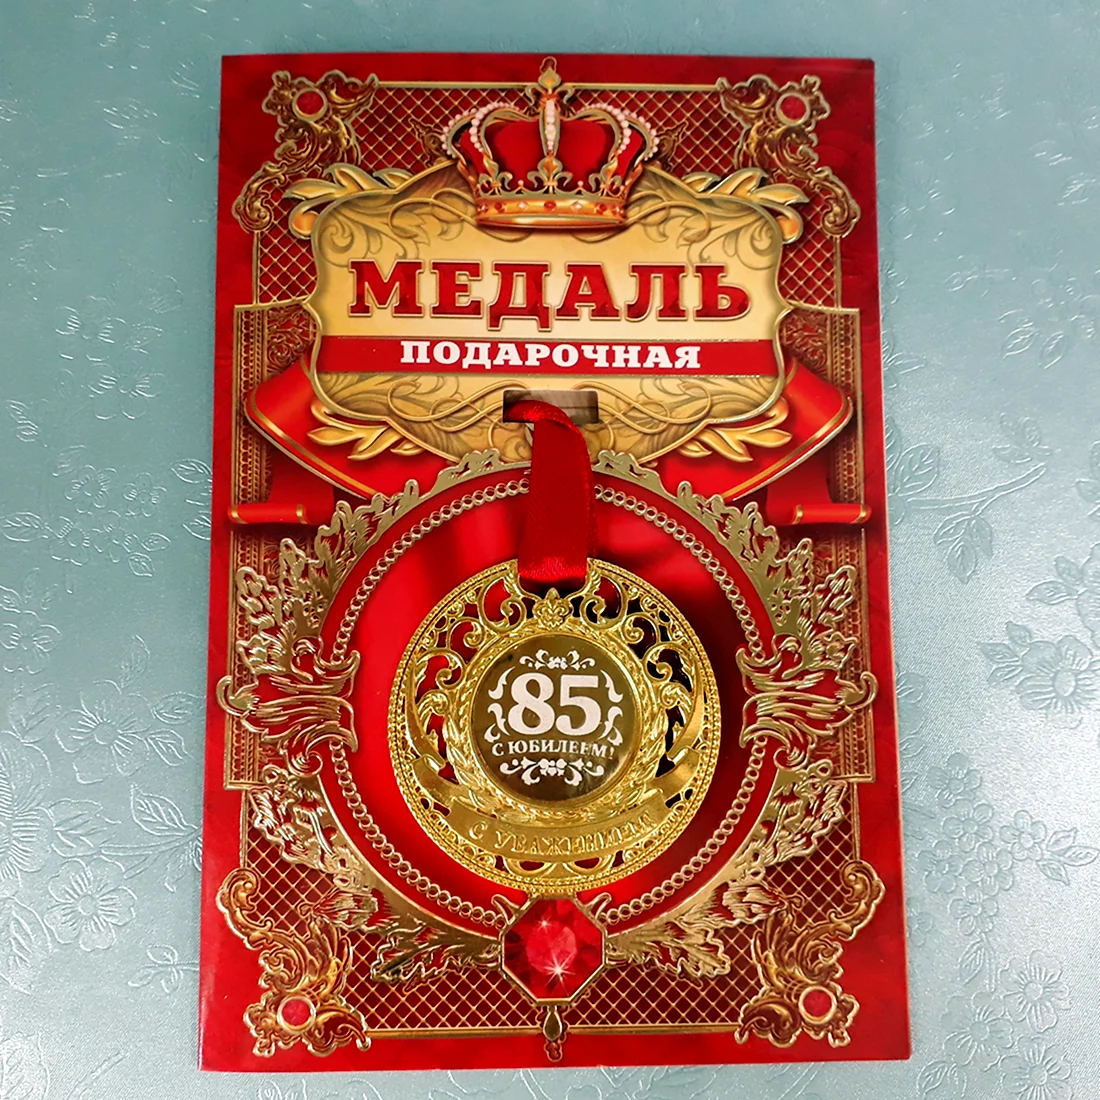 МЕДАЛЬ
ПОДАРОЧНАЯ
85
С ЮБИЛЕЕМ!
С УВАЖЕНИЕМ